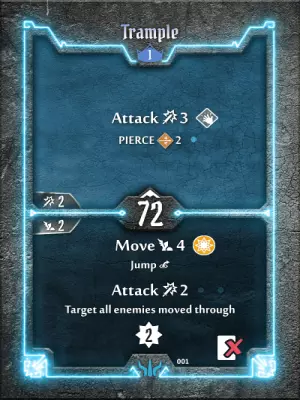 Trample
1
Attack 3
PIERCE 2
2
72
2
Move 4
Jump
Attack 2
Target all enemies moved through
2
001